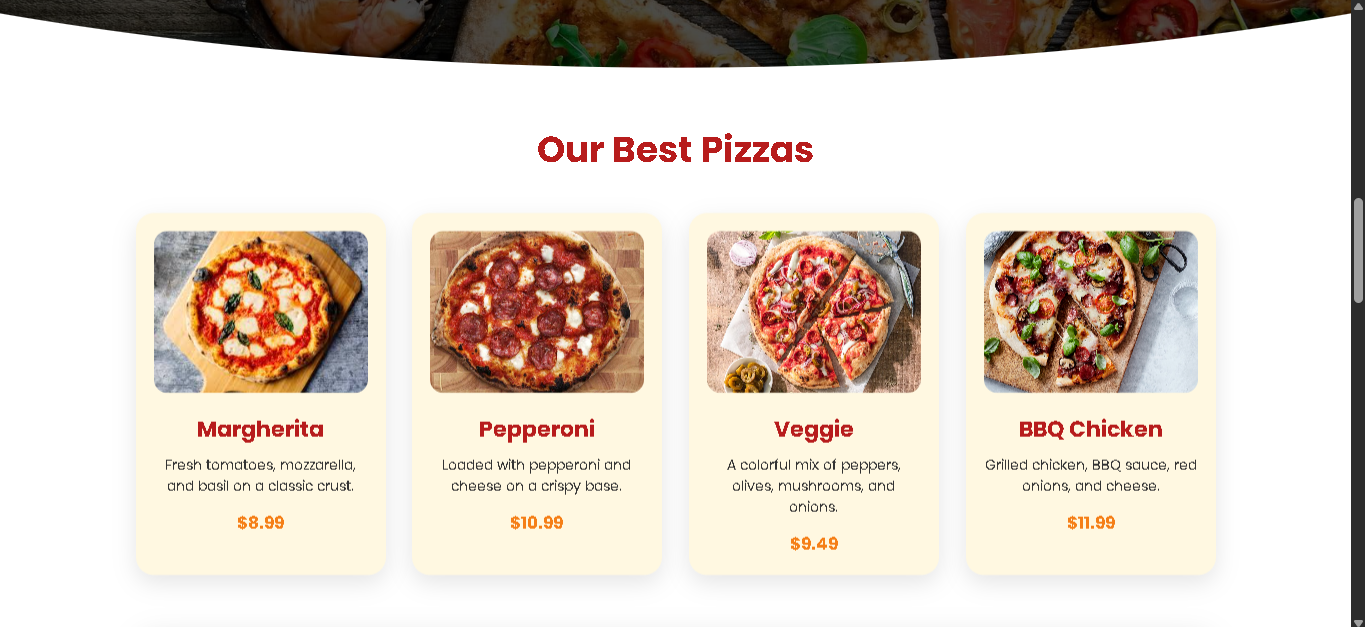 Our Best Pizzas
Margherita
Fresh tomatoes, mozzarella,
and basil on a classic crust.
$8.99
Pepperoni
Loaded with pepperoni and
cheese on a crispy base.
$10.99
Veggie
A colorful mix of peppers,
olives, mushrooms, and
onions.
$9.49
BBQ Chicken
Grilled chicken, BBQ sauce, red
onions, and cheese.
$11.99